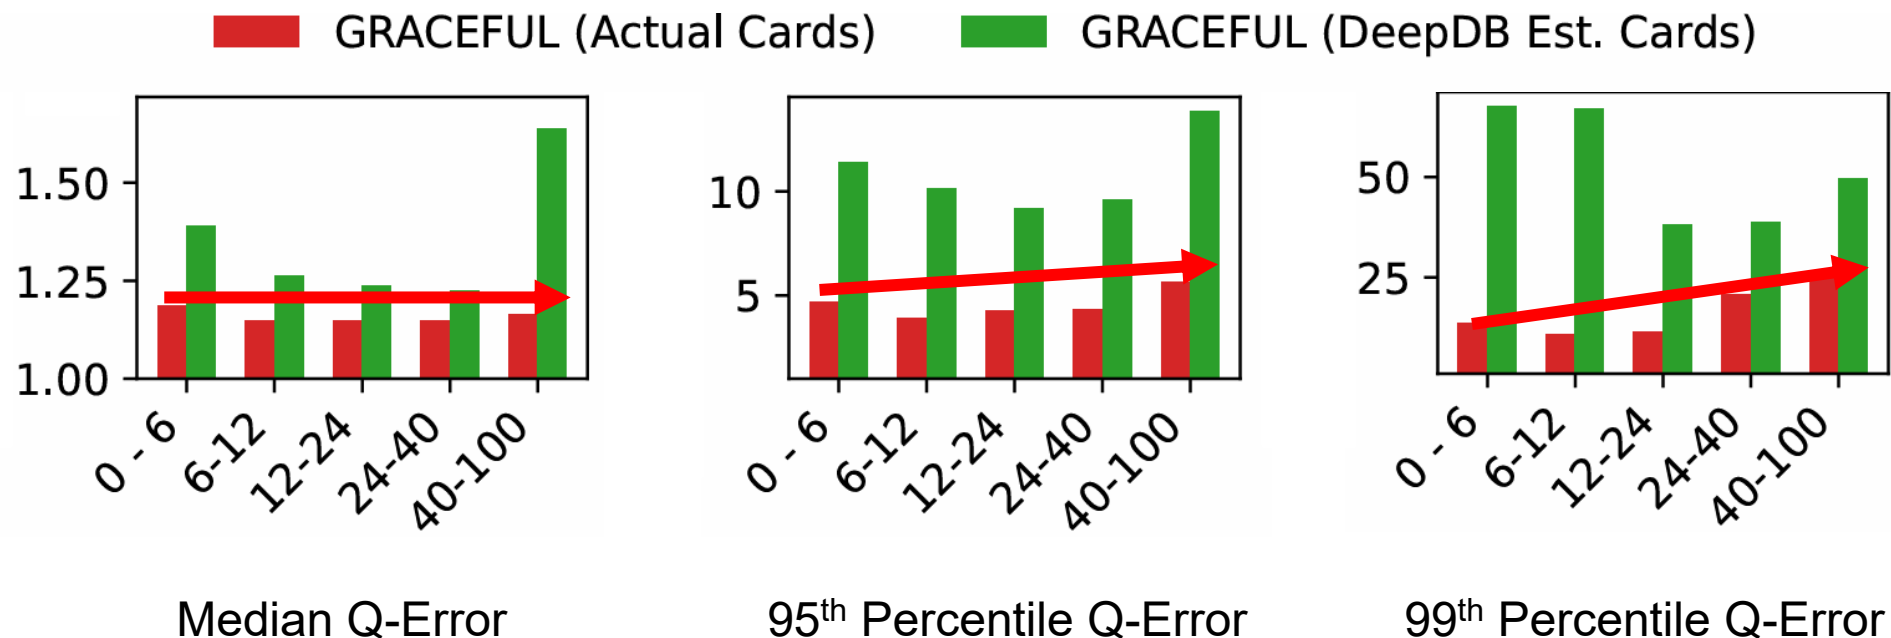 GRACEFUL (Actual Cards) GRACEFUL (DeepDB Est. Cards)
1.50
1.25
1.00
0 - 6
6-12
12-24
24-40
40-100
Median Q-Error
10
5
0 - 6
6-12
12-24
24-40
40-100
95th Percentile Q-Error
50
25
0 - 6
6-12
12-24
24-40
40-100
99th Percentile Q-Error